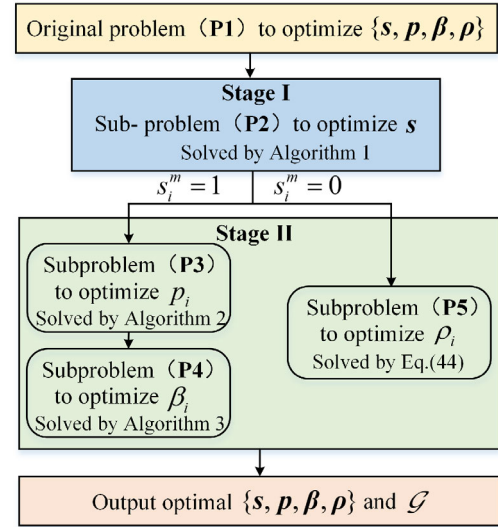 Original problem (P1) to optimize {s, p, β, ρ}
Stage I
Sub- problem (P2) to optimize s
Solved by Algorithm 1
s_i^m = 1
s_i^m = 0
Stage II
Subproblem (P3)
to optimize p_i
Solved by Algorithm 2
Subproblem (P4)
to optimize β_i
Solved by Algorithm 3
Subproblem (P5)
to optimize ρ_i
Solved by Eq.(44)
Output optimal {s, p, β, ρ} and 𝒢